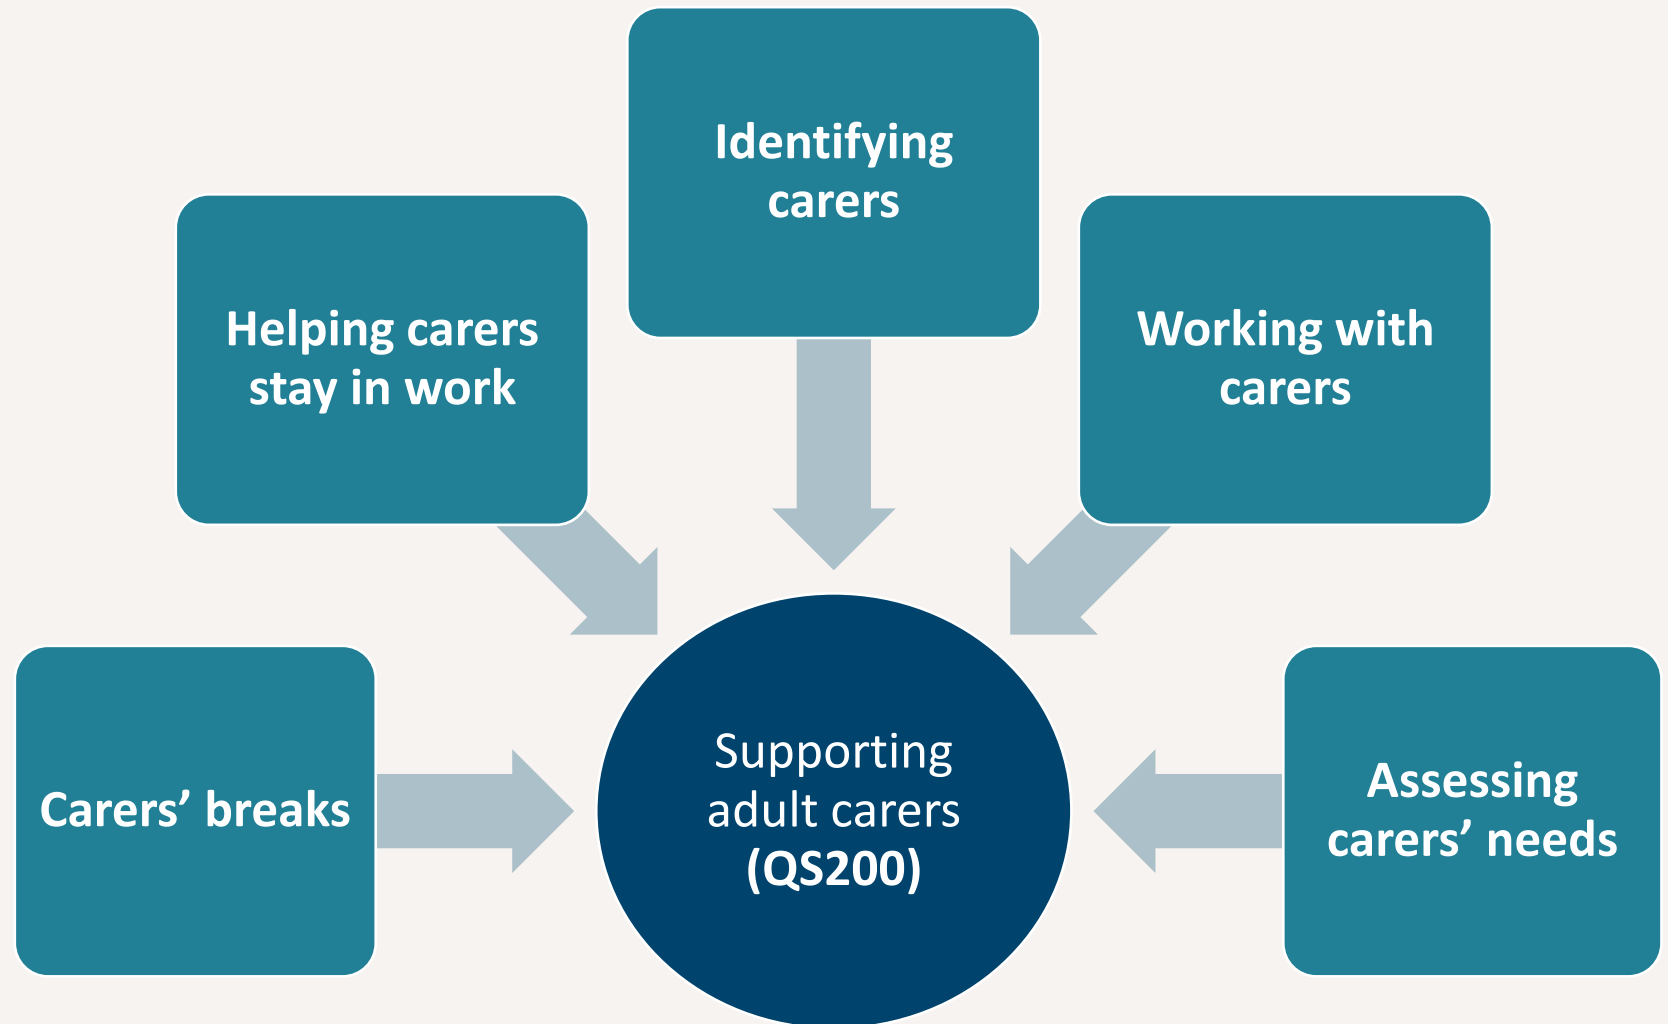 Identifying
carers
Helping carers
stay in work
Working with
carers
Carers’ breaks
Supporting
adult carers
(QS200)
Assessing
carers’ needs